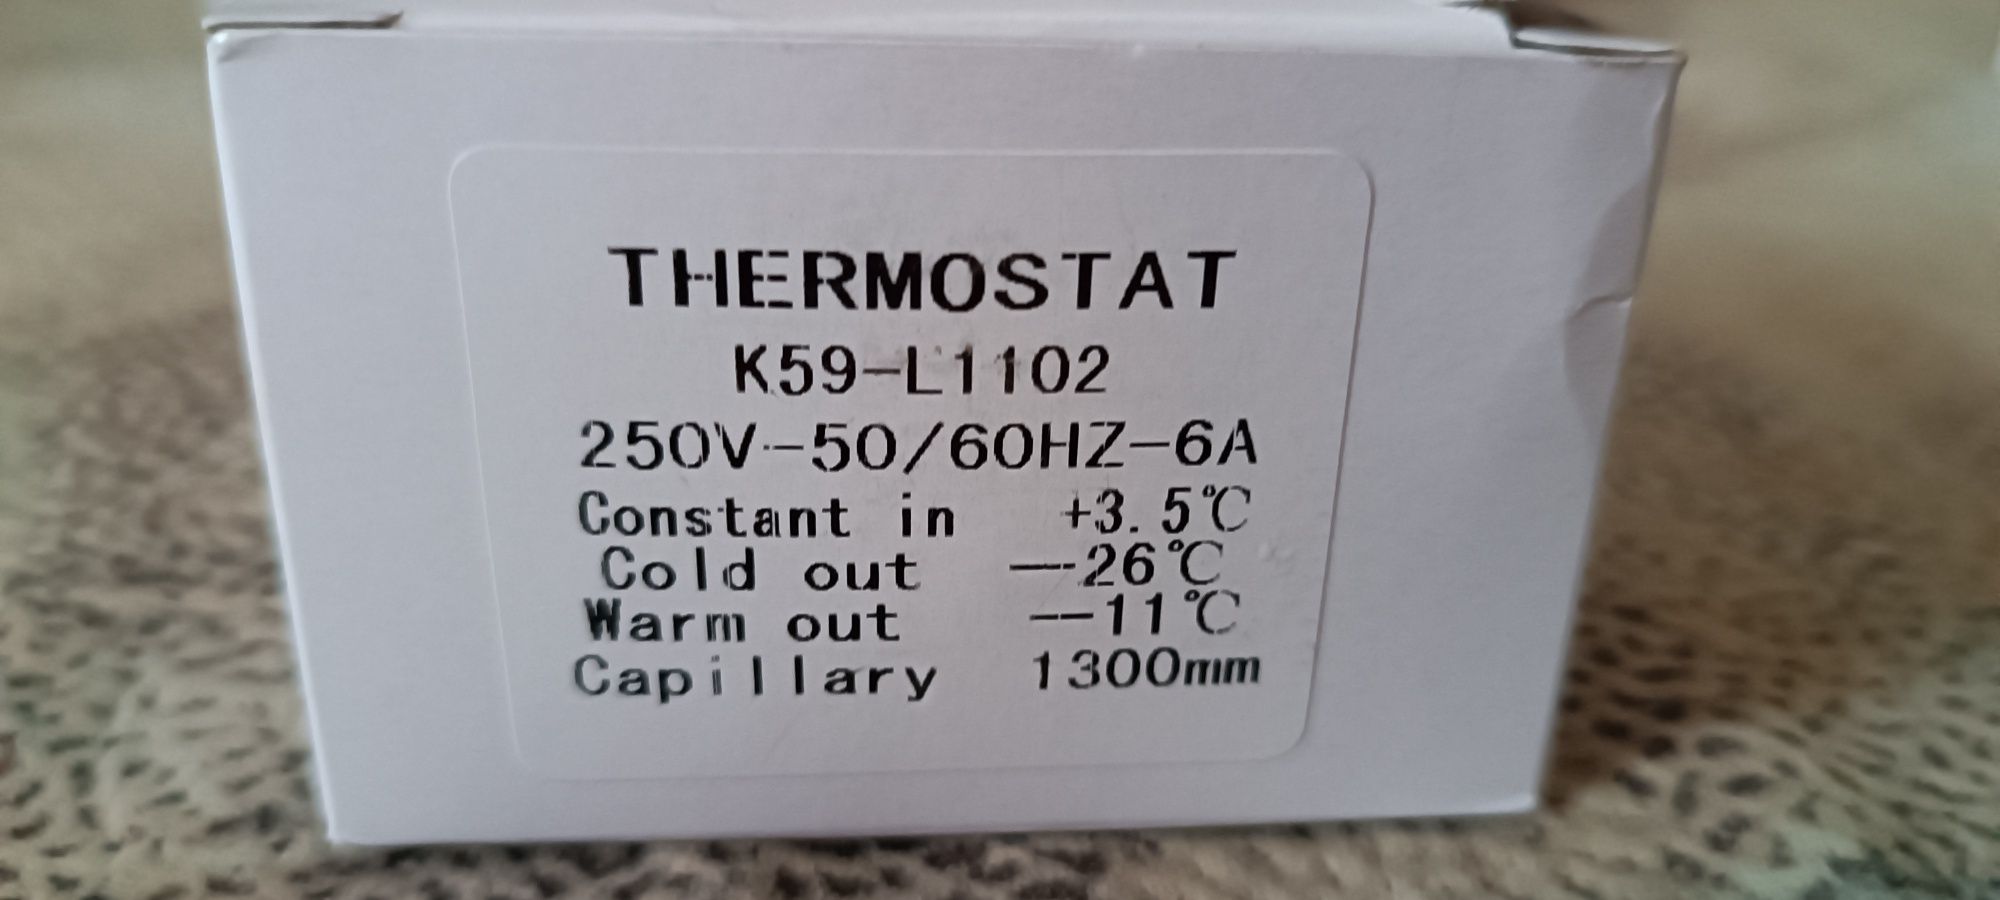 THERMOSTAT
K59-L1102
250V-50/60HZ-6A
Constant in +3.5℃
Cold out —26℃
Warm out —11℃
Capillary 1300mm